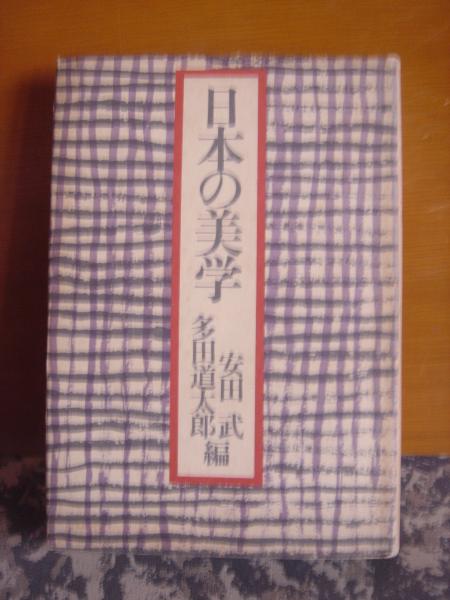 日本の美学
安田 武
多田道太郎 編